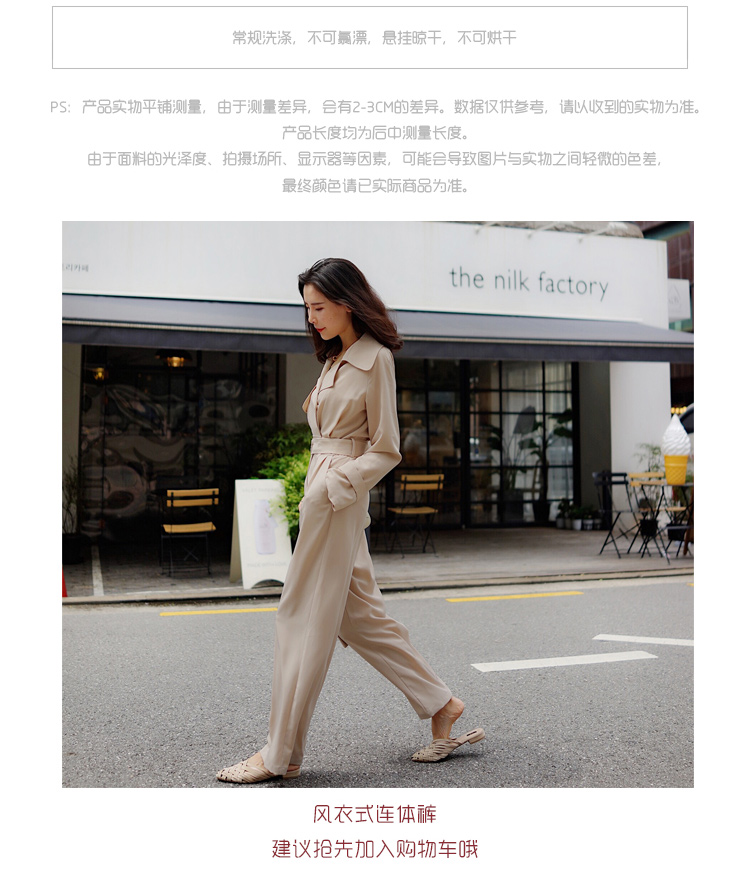 常规洗涤，不可氯漂，悬挂晾干，不可烘干
PS：产品实物平铺测量，由于测量差异，会有2-3CM的差异。数据仅供参考，请以收到的实物为准。
产品长度均为后中测量长度。
由于面料的光泽度、拍摄场所、显示器等因素，可能会导致图片与实物之间轻微的色差，
最终颜色请已实际商品为准。
the nilk factory
风衣式连体裤
建议抢先加入购物车哦